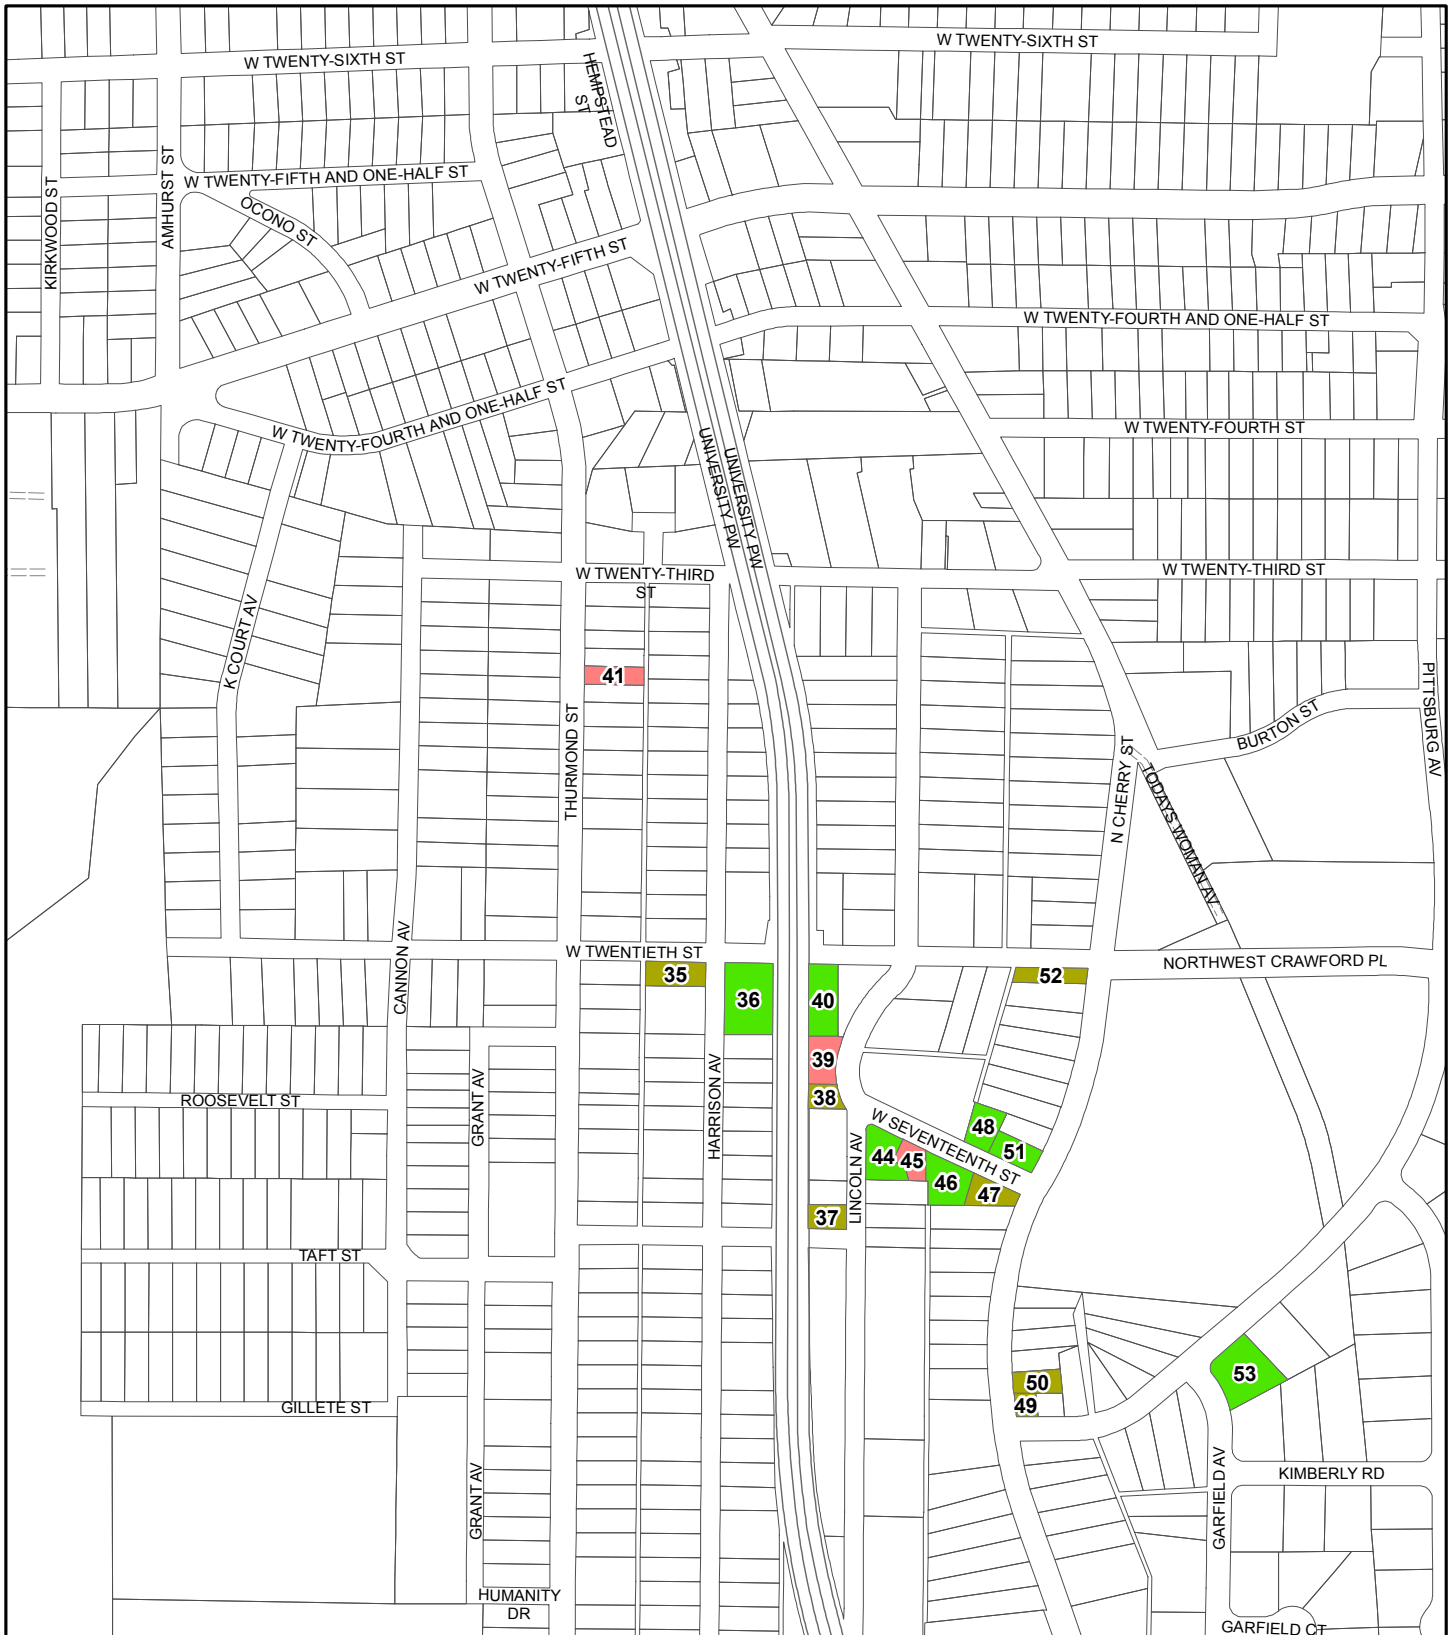 W TWENTY-SIXTH ST
W TWENTY-SIXTH ST
HEMPSTEAD
ST
W TWENTY-FIFTH AND ONE-HALF ST
KIRKWOOD ST
AMHURST ST
OCONO ST
W TWENTY-FIFTH ST
W TWENTY-FOURTH AND ONE-HALF ST
W TWENTY-FOURTH AND ONE-HALF ST
W TWENTY-FOURTH ST
UNIVERSITY PW
UNIVERSITY PW
W TWENTY-THIRD
ST
W TWENTY-THIRD ST
K COURT AV
41
THURMOND ST
PITTSBURG AV
BURTON ST
N CHERRY ST
TODAYS WOMAN AV
CANNON AV
W TWENTIETH ST
NORTHWEST CRAWFORD PL
35
36
40
52
39
38
HARRISON AV
GRANT AV
ROOSEVELT ST
W SEVENTEENTH ST
48
51
44
45
46
47
LINCOLN AV
37
TAFT ST
53
50
49
GILLETE ST
GRANT AV
GARFIELD AV
KIMBERLY RD
HUMANITY
DR
GARFIELD CT